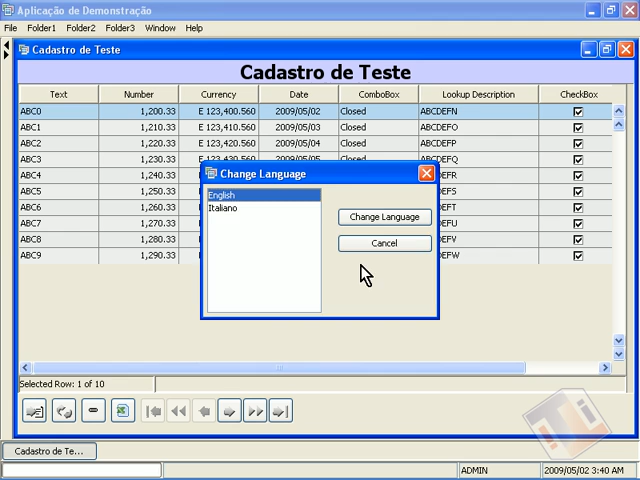 Aplicação de Demonstração
File Folder1 Folder2 Folder3 Window Help
Cadastro de Teste
Cadastro de Teste
Text Number Currency Date ComboBox Lookup Description CheckBox
ABC0 1,200.33 E 123,400.560 2009/05/02 Closed ABCDEFN
ABC1 1,210.33 E 123,410.560 2009/05/03 Closed ABCDEFO
ABC2 1,220.33 E 123,420.560 2009/05/04 Closed ABCDEFP
ABC3 1,230.33 E 123,430.560 2009/05/05 Closed ABCDEFQ
ABC4 1,240.33 DEFR
ABC5 1,250.33 DEFS
ABC6 1,260.33 DEFT
ABC7 1,270.33 DEFU
ABC8 1,280.33 DEFV
ABC9 1,290.33 DEFW
Change Language
English
Italiano
Change Language
Cancel
Selected Row: 1 of 10
Cadastro de Te...
ADMIN 2009/05/02 3:40 AM